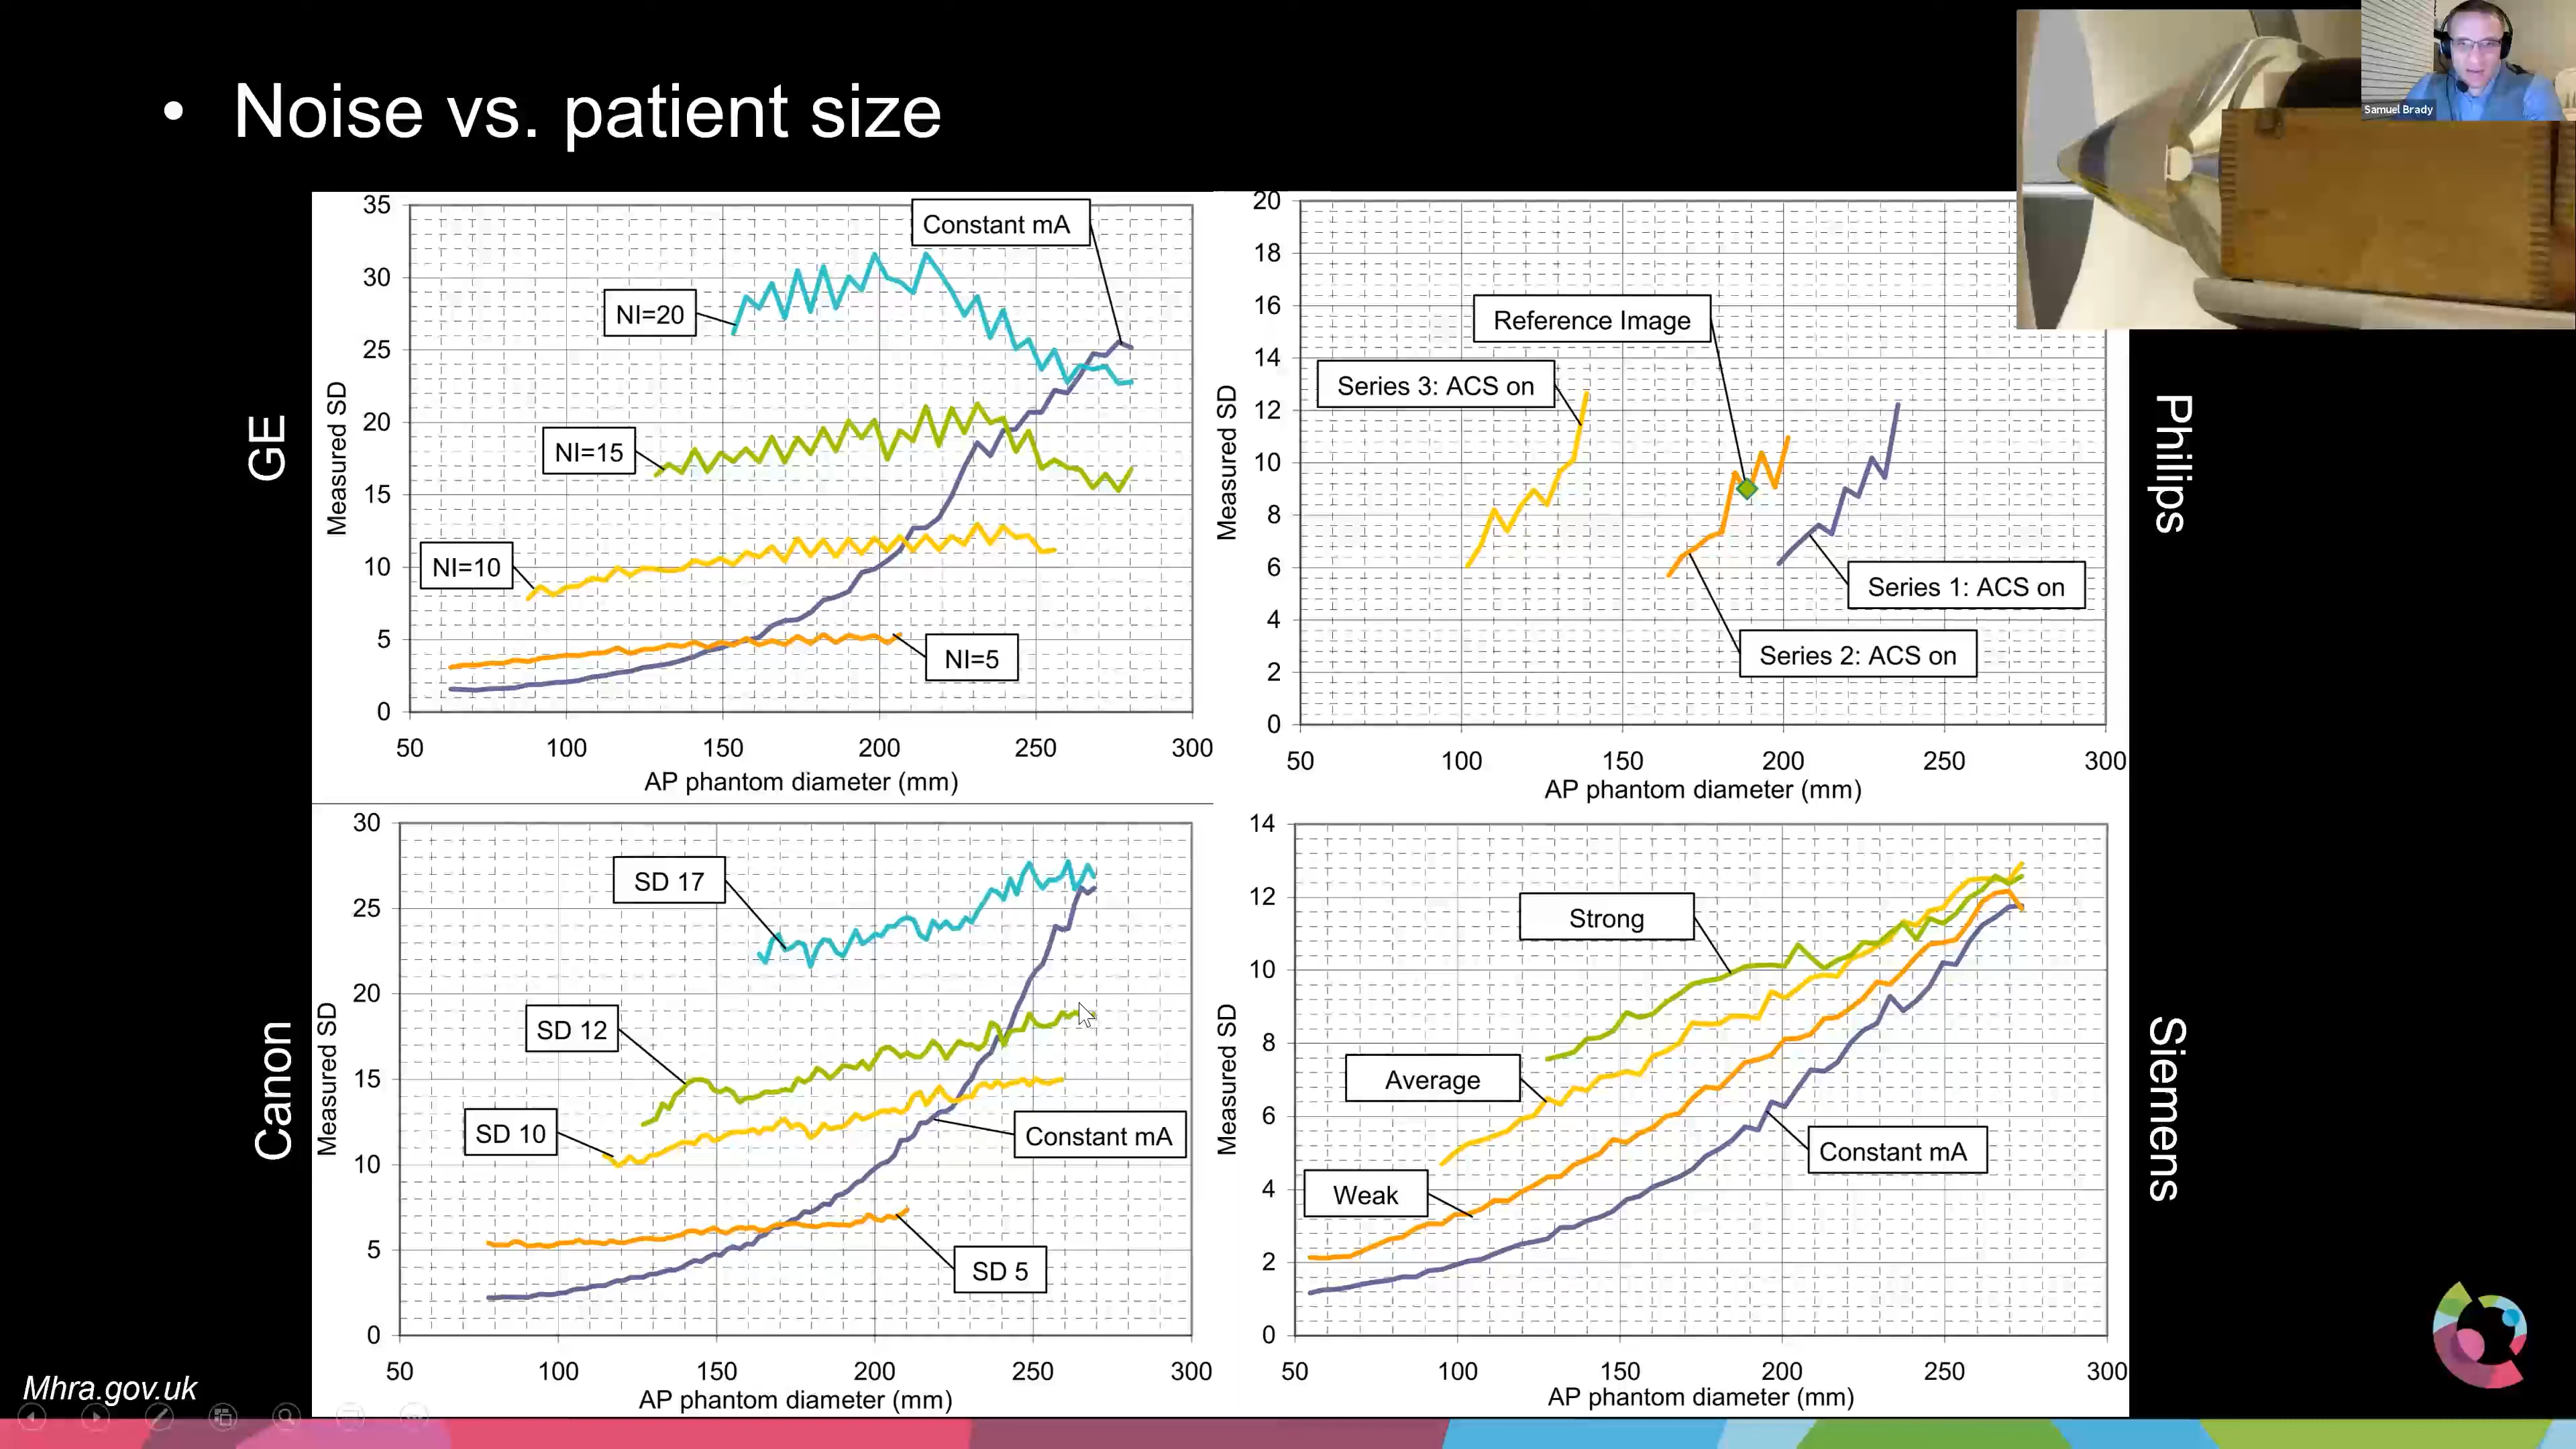 • Noise vs. patient size
Samuel Brady
GE
35
30
25
20
15
10
5
0
Measured SD
Constant mA
NI=20
NI=15
NI=10
NI=5
50 100 150 200 250 300
AP phantom diameter (mm)
Philips
20
18
16
14
12
10
8
6
4
2
0
Measured SD
Reference Image
Series 3: ACS on
Series 1: ACS on
Series 2: ACS on
50 100 150 200 250 300
AP phantom diameter (mm)
Canon
30
25
20
15
10
5
0
Measured SD
SD 17
SD 12
SD 10
Constant mA
SD 5
50 100 150 200 250 300
AP phantom diameter (mm)
Siemens
14
12
10
8
6
4
2
0
Measured SD
Strong
Average
Constant mA
Weak
50 100 150 200 250 300
AP phantom diameter (mm)
Mhra.gov.uk